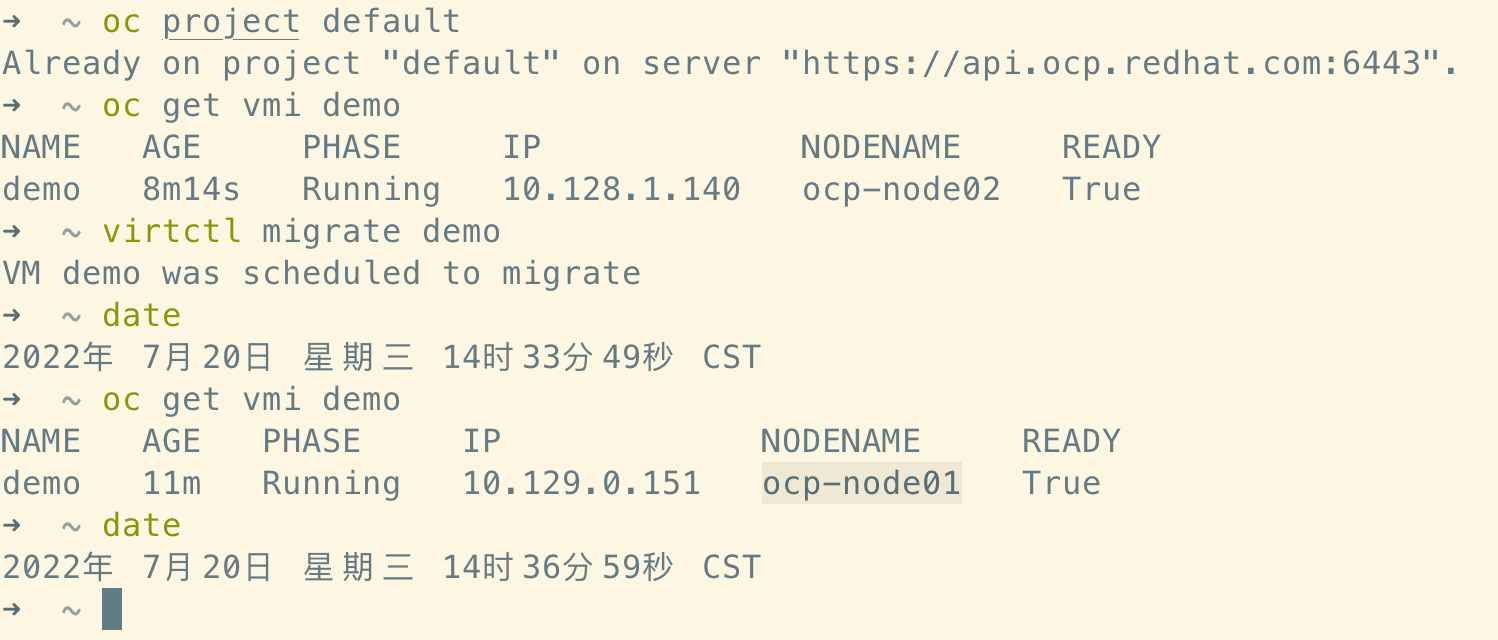 →  ~ oc project default
Already on project "default" on server "https://api.ocp.redhat.com:6443".
→  ~ oc get vmi demo
NAME   AGE     PHASE     IP             NODENAME     READY
demo   8m14s   Running   10.128.1.140   ocp-node02   True
→  ~ virtctl migrate demo
VM demo was scheduled to migrate
→  ~ date
2022年 7月20日 星期三 14时33分49秒 CST
→  ~ oc get vmi demo
NAME   AGE   PHASE     IP             NODENAME     READY
demo   11m   Running   10.129.0.151   ocp-node01   True
→  ~ date
2022年 7月20日 星期三 14时36分59秒 CST
→  ~